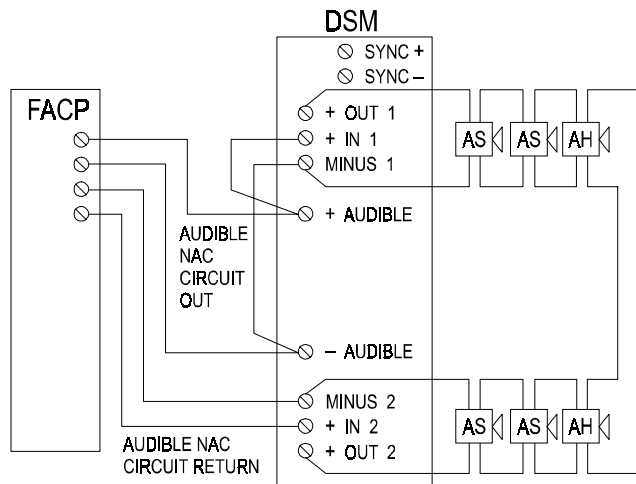 DSM
SYNC +
SYNC –
FACP
+ OUT 1
+ IN 1
MINUS 1
AS
AS
AH
+ AUDIBLE
AUDIBLE
NAC
CIRCUIT
OUT
– AUDIBLE
MINUS 2
+ IN 2
+ OUT 2
AS
AS
AH
AUDIBLE NAC
CIRCUIT RETURN